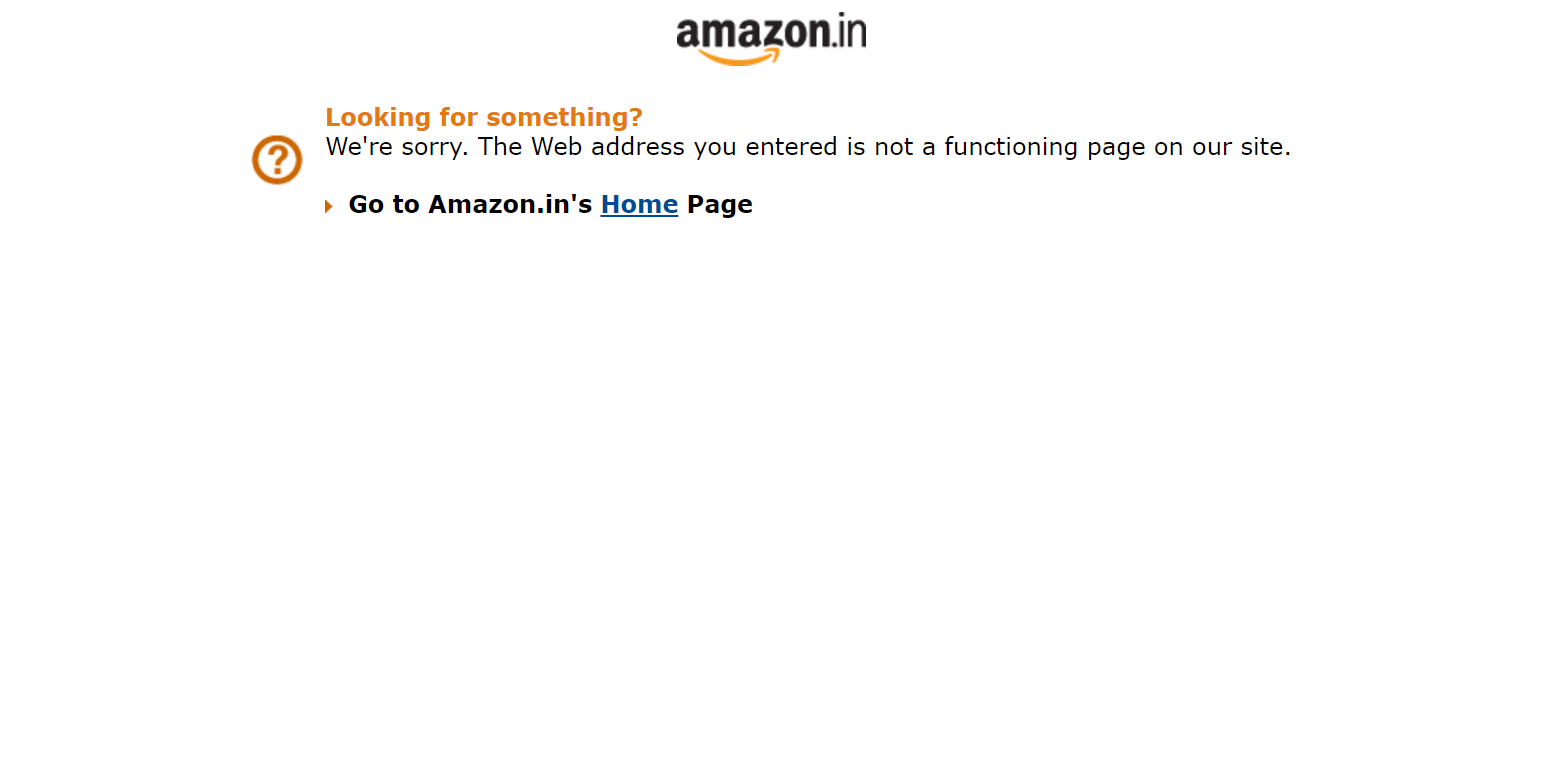 amazon.in
Looking for something?
We're sorry. The Web address you entered is not a functioning page on our site.
Go to Amazon.in's Home Page